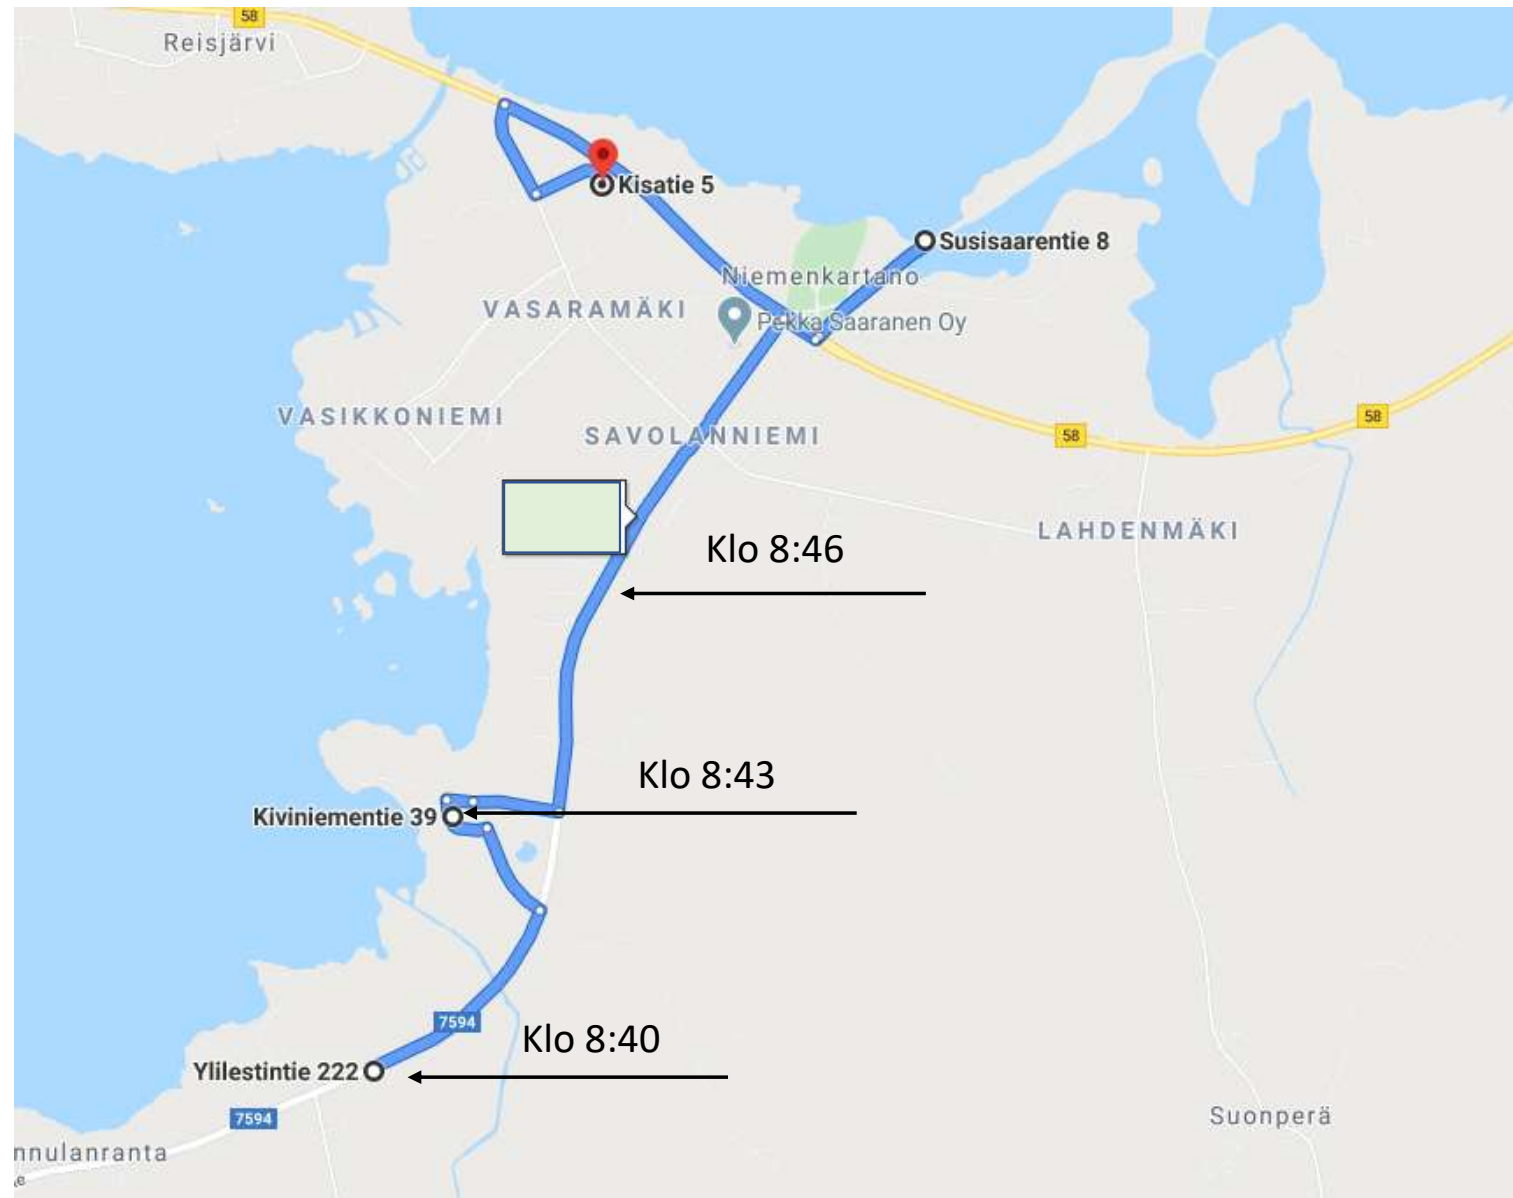 58
Reisjärvi
Kisatie 5
Susisaarentie 8
Niemenkartano
VASARAMÄKI
Pekka Saaranen Oy
VASIKKONIEMI
58
SAVOLANNIEMI
58
LAHDENMÄKI
Klo 8:46
Klo 8:43
Kiviniementie 39
7594
Klo 8:40
Ylilestintie 222
7594
Suonperä
nnulanranta